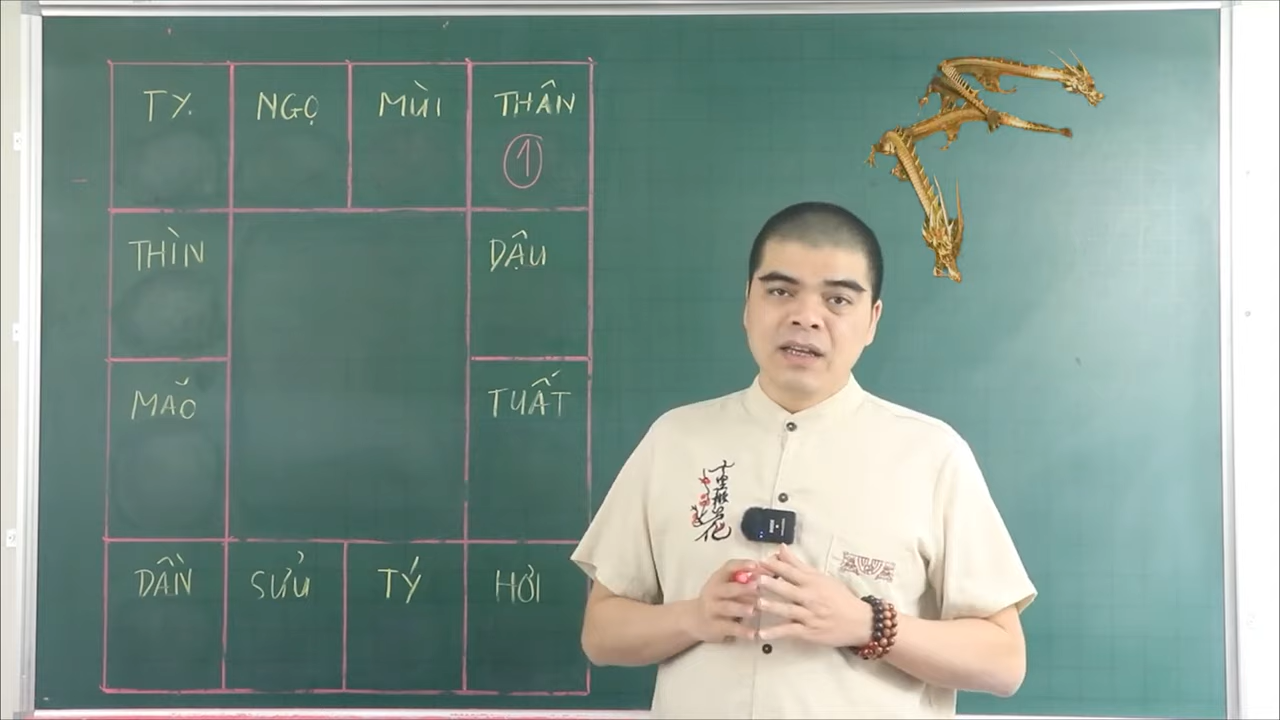 TỴ NGỌ MÙI THÂN
1
THÌN DẬU
MÃO TUẤT
DẦN SỬU TÝ HỢI